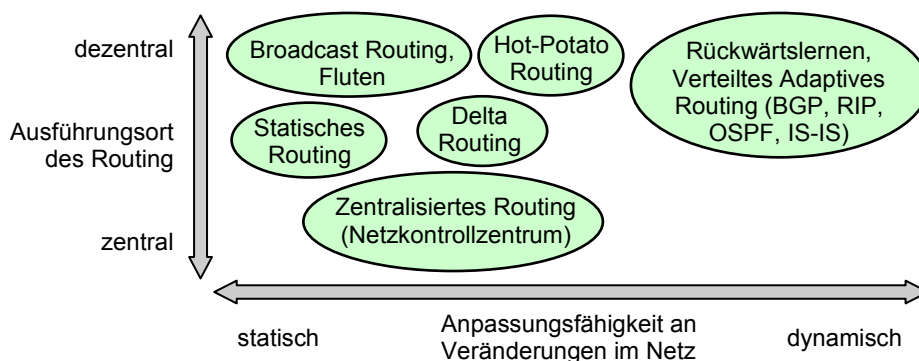 dezentral
Broadcast Routing,
Fluten
Hot-Potato
Routing
Rückwärtslernen,
Verteiltes Adaptives
Routing (BGP, RIP,
OSPF, IS-IS)
Ausführungsort
des Routing
Statisches
Routing
Delta
Routing
Zentralisiertes Routing
(Netzkontrollzentrum)
zentral
statisch
Anpassungsfähigkeit an
Veränderungen im Netz
dynamisch